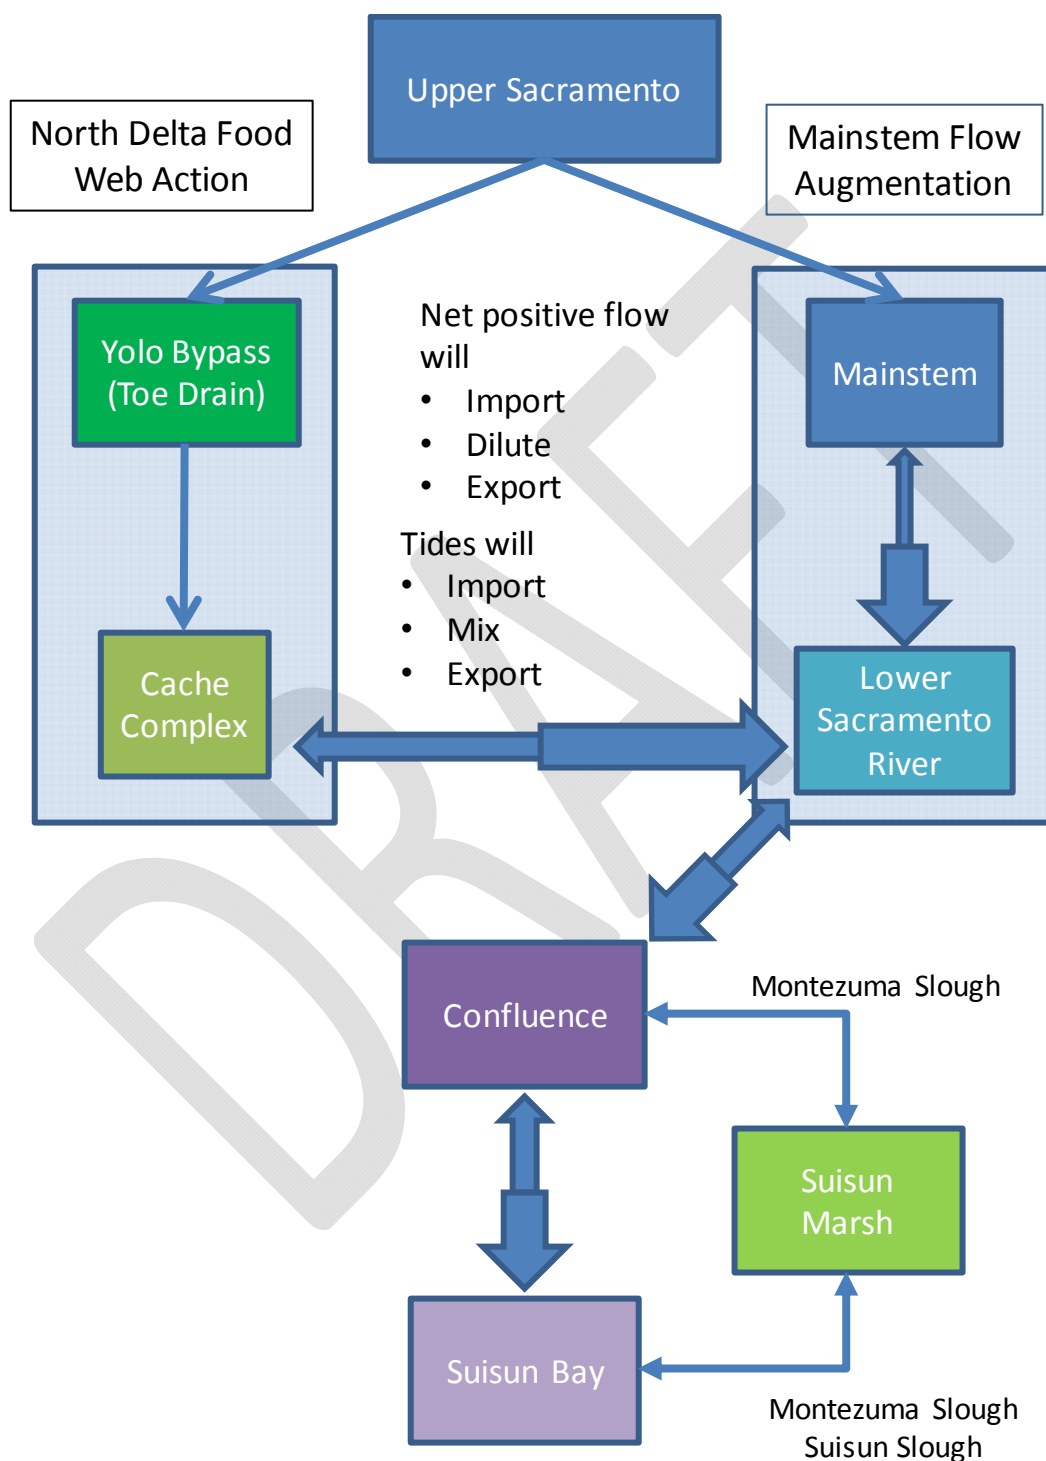 Upper Sacramento
North Delta Food
Web Action
Mainstem Flow
Augmentation
Yolo Bypass
(Toe Drain)
Net positive flow
will
• Import
• Dilute
• Export
Mainstem
Tides will
• Import
• Mix
• Export
Cache
Complex
Lower
Sacramento
River
Confluence
Montezuma Slough
Suisun
Marsh
Suisun Bay
Montezuma Slough
Suisun Slough
DRAFT